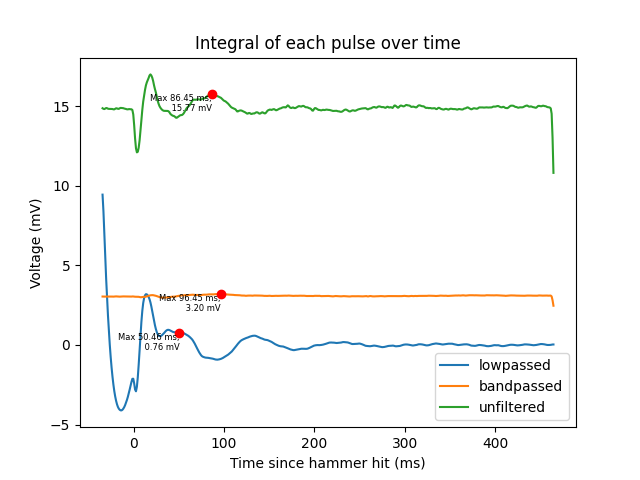 Integral of each pulse over time
Voltage (mV)
15
10
5
0
−5
Max 86.45 ms,
15.77 mV
Max 96.45 ms,
3.20 mV
Max 50.46 ms,
0.76 mV
lowpassed
bandpassed
unfiltered
0 100 200 300 400
Time since hammer hit (ms)